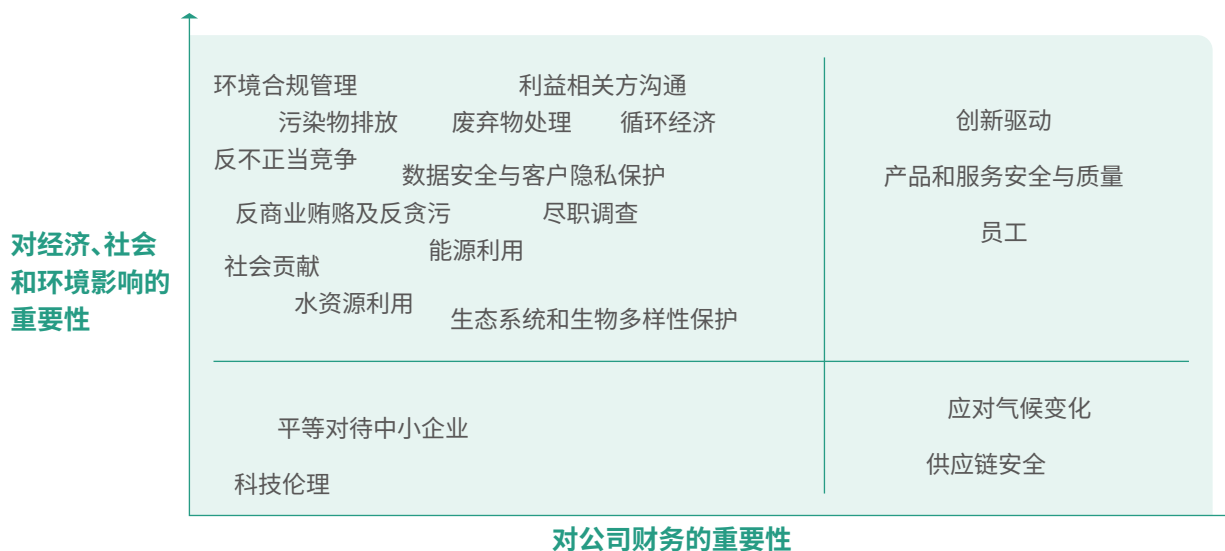 环境合规管理
利益相关方沟通
污染物排放
废弃物处理
循环经济
反不正当竞争
数据安全与客户隐私保护
反商业贿赂及反贪污
尽职调查
能源利用
社会贡献
水资源利用
生态系统和生物多样性保护
创新驱动
产品和服务安全与质量
员工
对经济、社会
和环境影响的
重要性
平等对待中小企业
科技伦理
应对气候变化
供应链安全
对公司财务的重要性